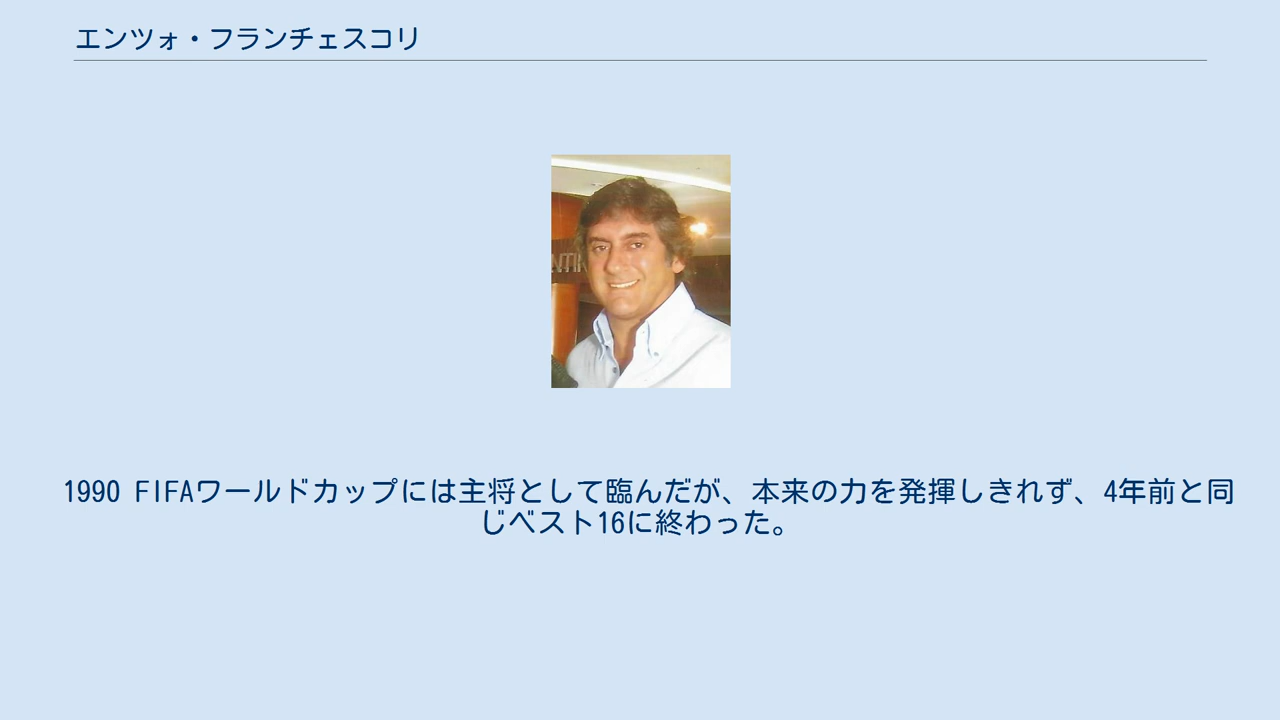 エンツォ・フランチェスコリ
1990 FIFAワールドカップには主将として臨んだが、本来の力を発揮しきれず、4年前と同
じベスト16に終わった。